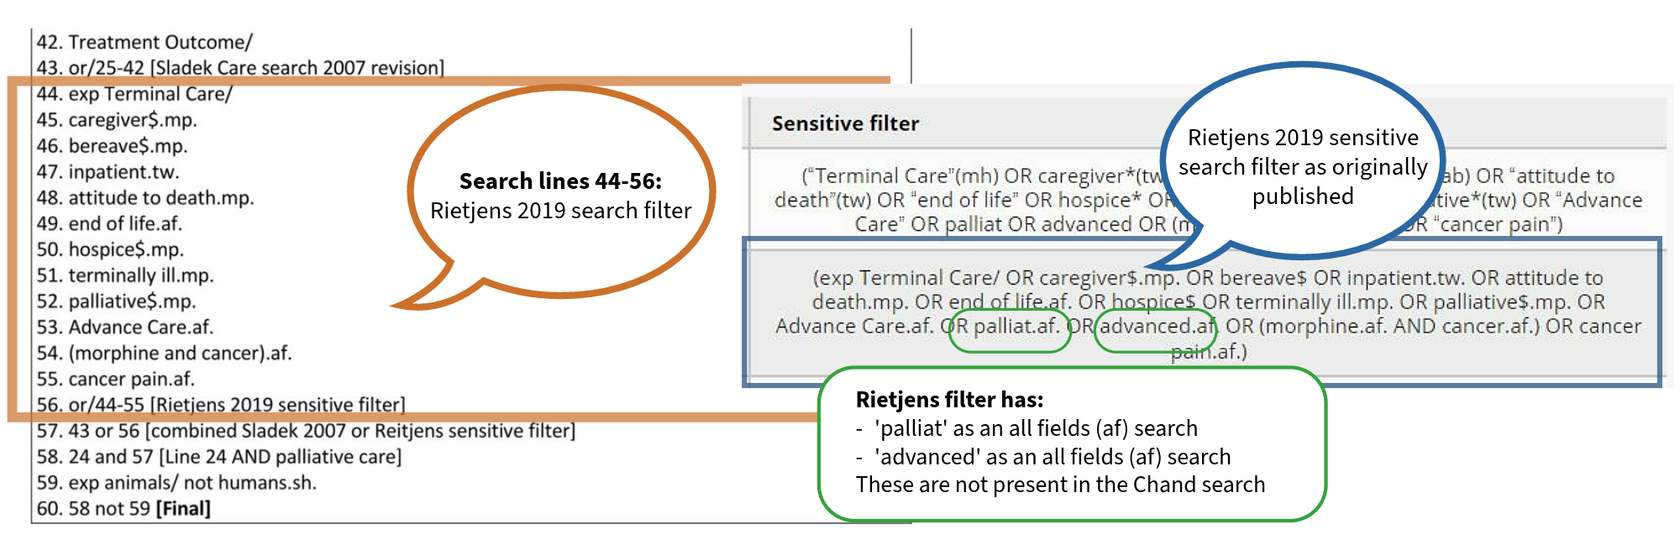 42. Treatment Outcome/
43. or/25-42 [Sladek Care search 2007 revision]
44. exp Terminal Care/
45. caregiver$.mp.
46. bereave$.mp.
47. inpatient.tw.
48. attitude to death.mp.
49. end of life.af.
50. hospice$.mp.
51. terminally ill.mp.
52. palliative$.mp.
53. Advance Care.af.
54. (morphine and cancer).af.
55. cancer pain.af.
56. or/44-55 [Rietjens 2019 sensitive filter]
57. 43 or 56 [combined Sladek 2007 or Reitjens sensitive filter]
58. 24 and 57 [Line 24 AND palliative care]
59. exp animals/ not humans.sh.
60. 58 not 59 [Final]
Search lines 44-56:
Rietjens 2019 search filter
Sensitive filter
(“Terminal Care”(mh) OR caregiver*(tw ab) OR “attitude to
death”(tw) OR “end of life” OR hospice* OR OR “Advance
Care” OR palliat OR advanced OR OR “cancer pain”)
Rietjens 2019 sensitive
search filter as originally
published
(exp Terminal Care/ OR caregiver$.mp. OR bereave$ OR inpatient.tw. OR attitude to
death.mp. OR end of life.af. OR hospice$ OR terminally ill.mp. OR palliative$.mp. OR
Advance Care.af. OR palliat.af. OR advanced.af. OR (morphine.af. AND cancer.af.) OR cancer
pain.af.)
Rietjens filter has:
- 'palliat' as an all fields (af) search
- 'advanced' as an all fields (af) search
These are not present in the Chand search